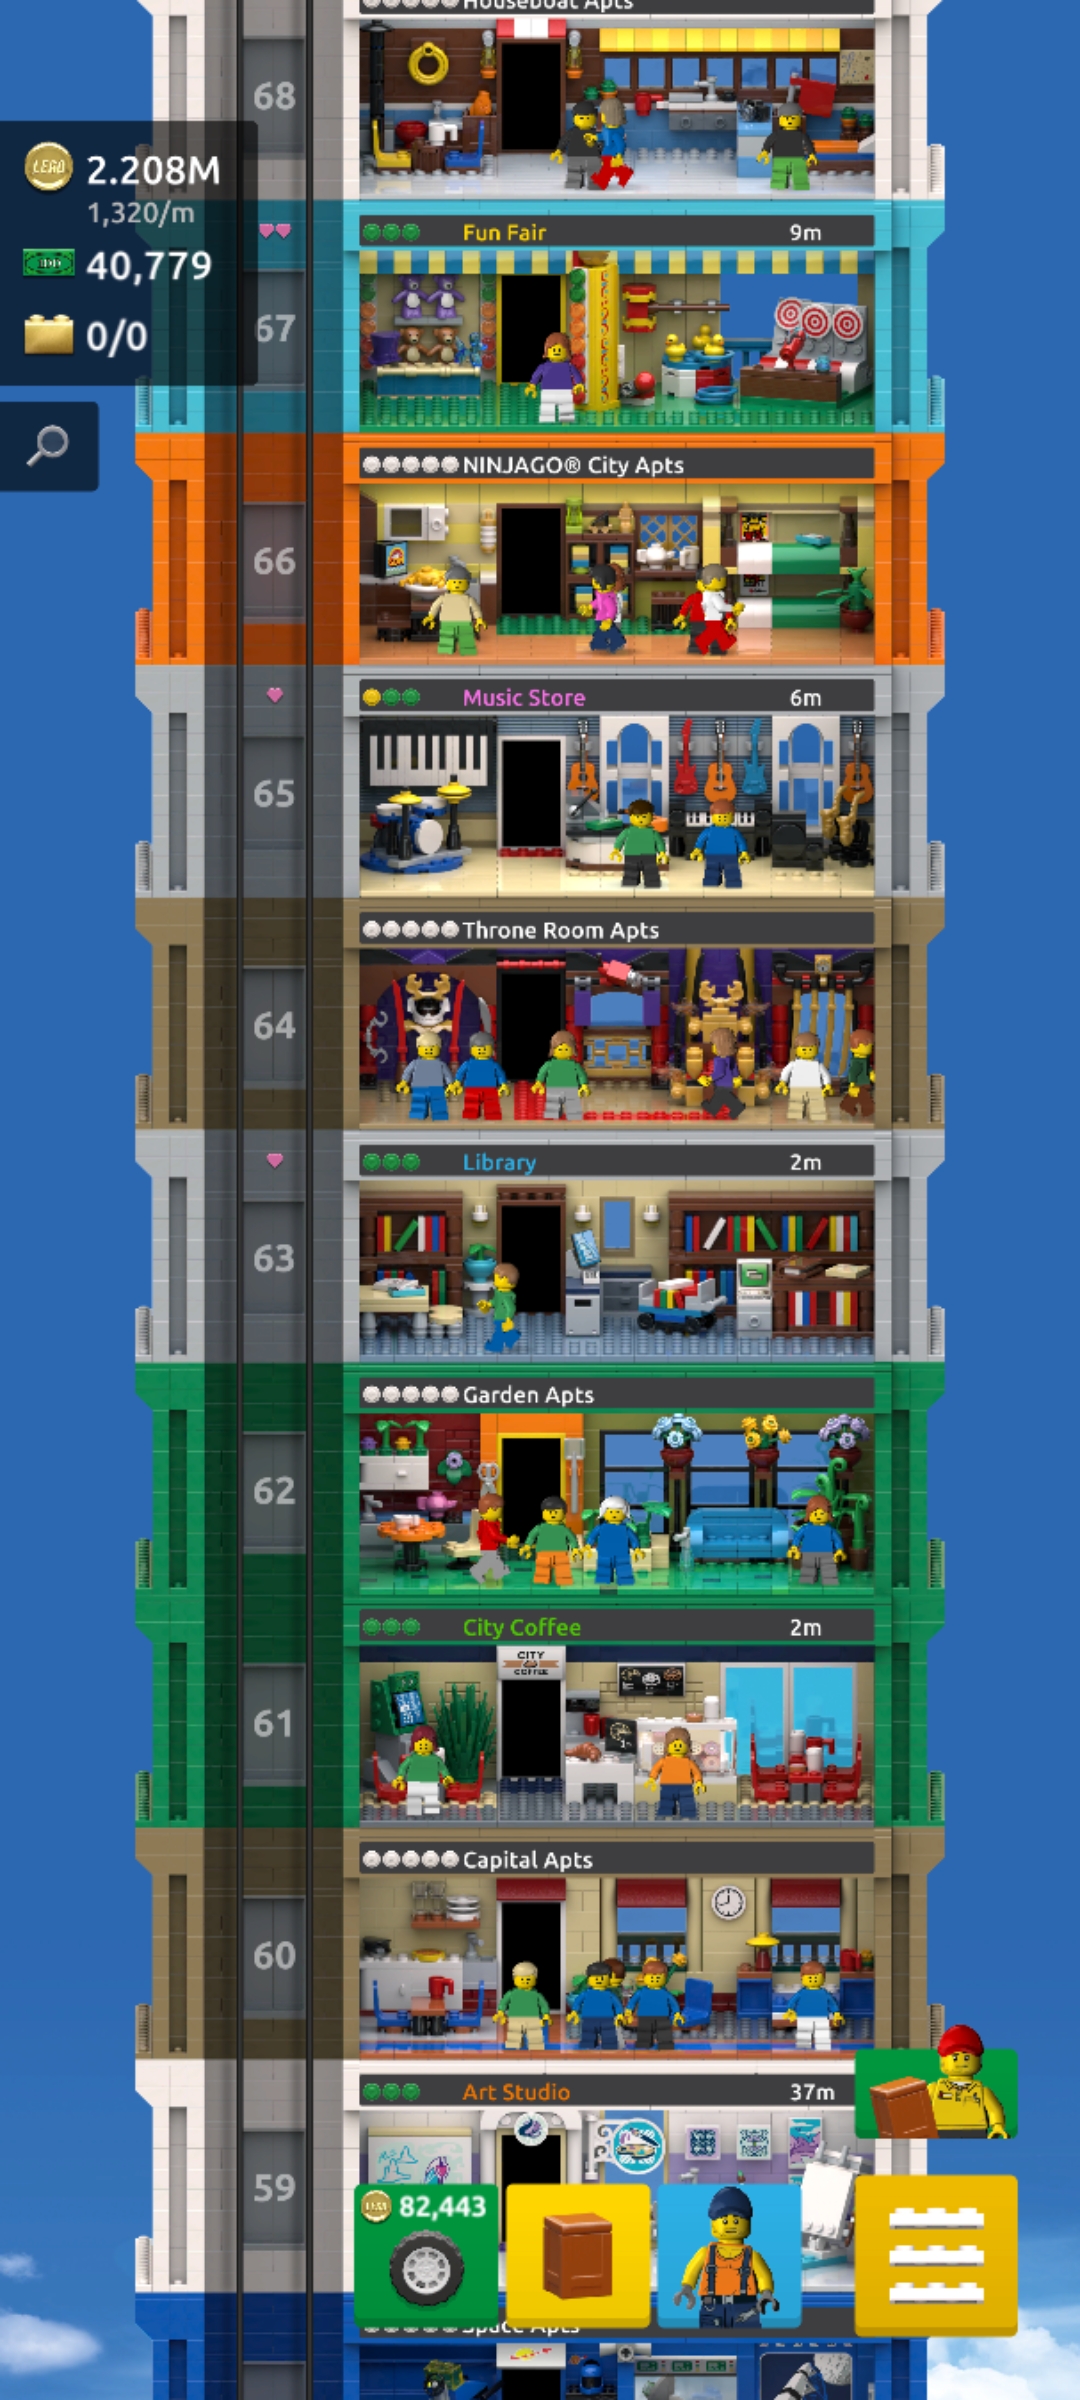 Houseboat Apts
68
LEGO 2.208M
1,320/m
40,779
0/0
Fun Fair 9m
67
NINJAGO® City Apts
66
Music Store 6m
65
Throne Room Apts
64
Library 2m
63
Garden Apts
62
City Coffee 2m
CITY
COFFEE
61
Capital Apts
60
Art Studio 37m
59
82,443
Space Apts